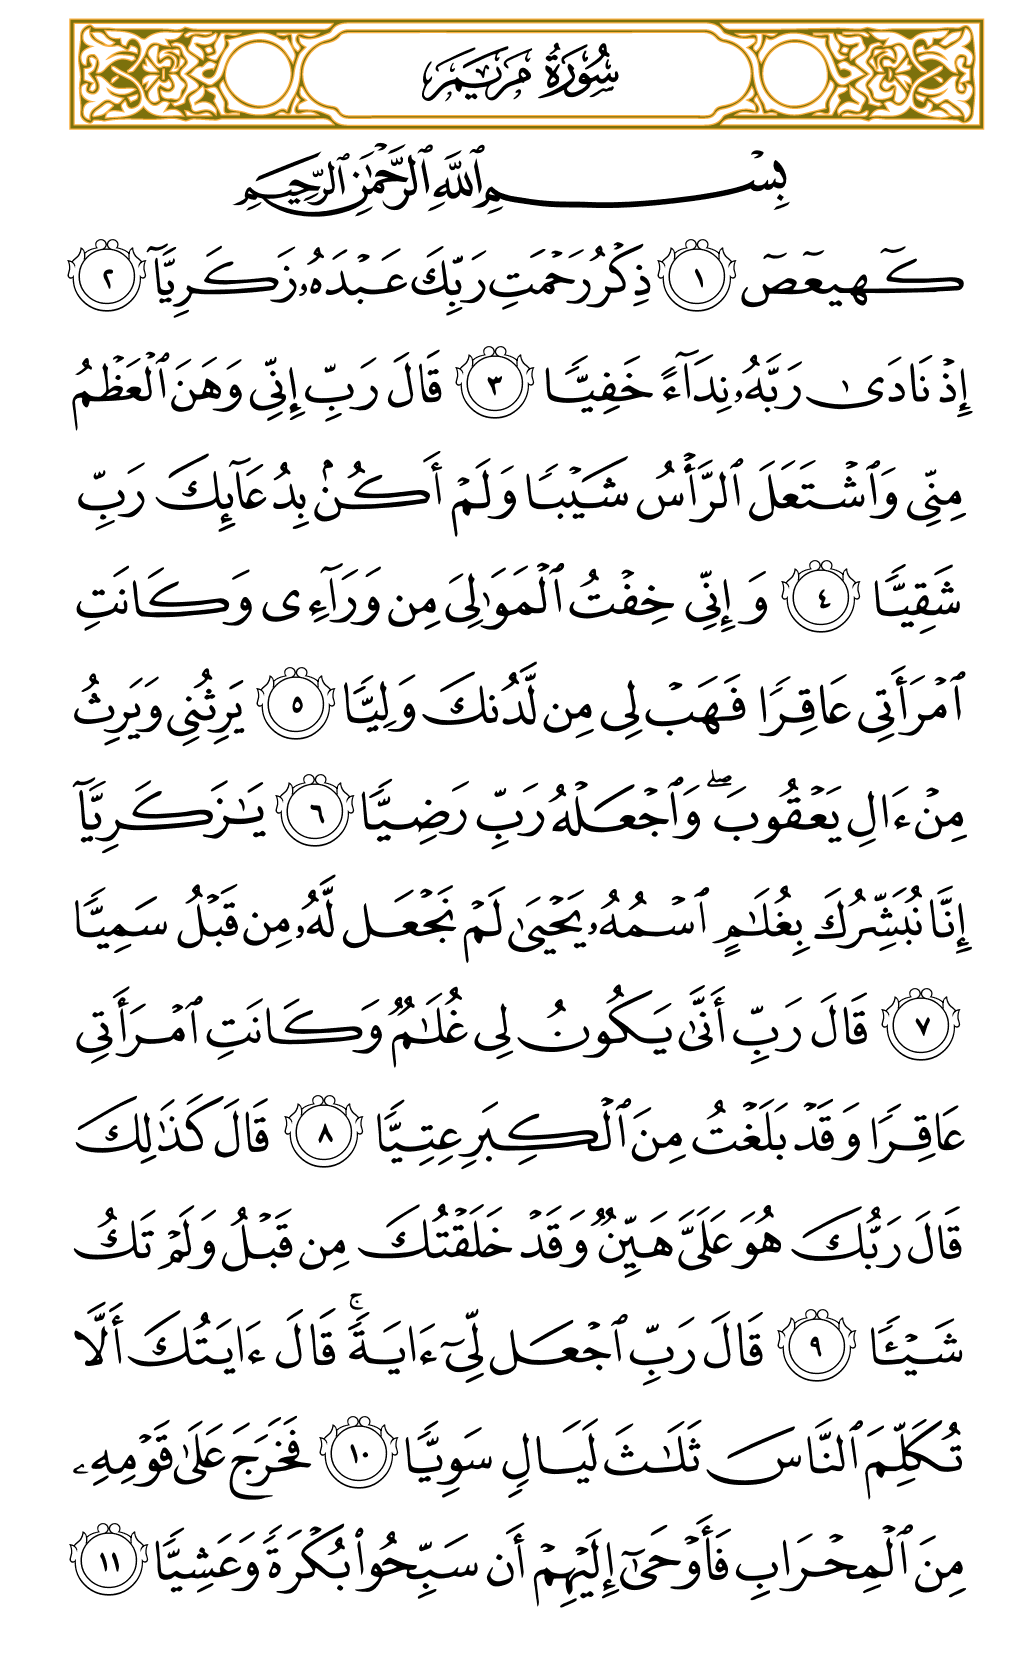 سُورَةُ مَرۡيَمَ
بِسۡمِ ٱللَّهِ ٱلرَّحۡمَٰنِ ٱلرَّحِيمِ
كٓهيعٓصٓ ١ ذِكۡرُ رَحۡمَتِ رَبِّكَ عَبۡدَهُۥ زَكَرِيَّآ ٢
إِذۡ نَادَىٰ رَبَّهُۥ نِدَآءً خَفِيّٗا ٣ قَالَ رَبِّ إِنِّي وَهَنَ ٱلۡعَظۡمُ
مِنِّي وَٱشۡتَعَلَ ٱلرَّأۡسُ شَيۡبٗا وَلَمۡ أَكُنۢ بِدُعَآئِكَ رَبِّ
شَقِيّٗا ٤ وَإِنِّي خِفۡتُ ٱلۡمَوَٰلِيَ مِن وَرَآءِي وَكَانَتِ
ٱمۡرَأَتِي عَاقِرٗا فَهَبۡ لِي مِن لَّدُنكَ وَلِيّٗا ٥ يَرِثُنِي وَيَرِثُ
مِنۡ ءَالِ يَعۡقُوبَۖ وَٱجۡعَلۡهُ رَبِّ رَضِيّٗا ٦ يَٰزَكَرِيَّآ
إِنَّا نُبَشِّرُكَ بِغُلَٰمٍ ٱسۡمُهُۥ يَحۡيَىٰ لَمۡ نَجۡعَل لَّهُۥ مِن قَبۡلُ سَمِيّٗا
٧ قَالَ رَبِّ أَنَّىٰ يَكُونُ لِي غُلَٰمٞ وَكَانَتِ ٱمۡرَأَتِي
عَاقِرٗا وَقَدۡ بَلَغۡتُ مِنَ ٱلۡكِبَرِ عِتِيّٗا ٨ قَالَ كَذَٰلِكَ
قَالَ رَبُّكَ هُوَ عَلَيَّ هَيِّنٞ وَقَدۡ خَلَقۡتُكَ مِن قَبۡلُ وَلَمۡ تَكُ
شَيۡـٔٗا ٩ قَالَ رَبِّ ٱجۡعَل لِّيٓ ءَايَةٗۚ قَالَ ءَايَتُكَ أَلَّا
تُكَلِّمَ ٱلنَّاسَ ثَلَٰثَ لَيَالٖ سَوِيّٗا ١٠ فَخَرَجَ عَلَىٰ قَوۡمِهِۦ
مِنَ ٱلۡمِحۡرَابِ فَأَوۡحَىٰٓ إِلَيۡهِمۡ أَن سَبِّحُواْ بُكۡرَةٗ وَعَشِيّٗا ١١